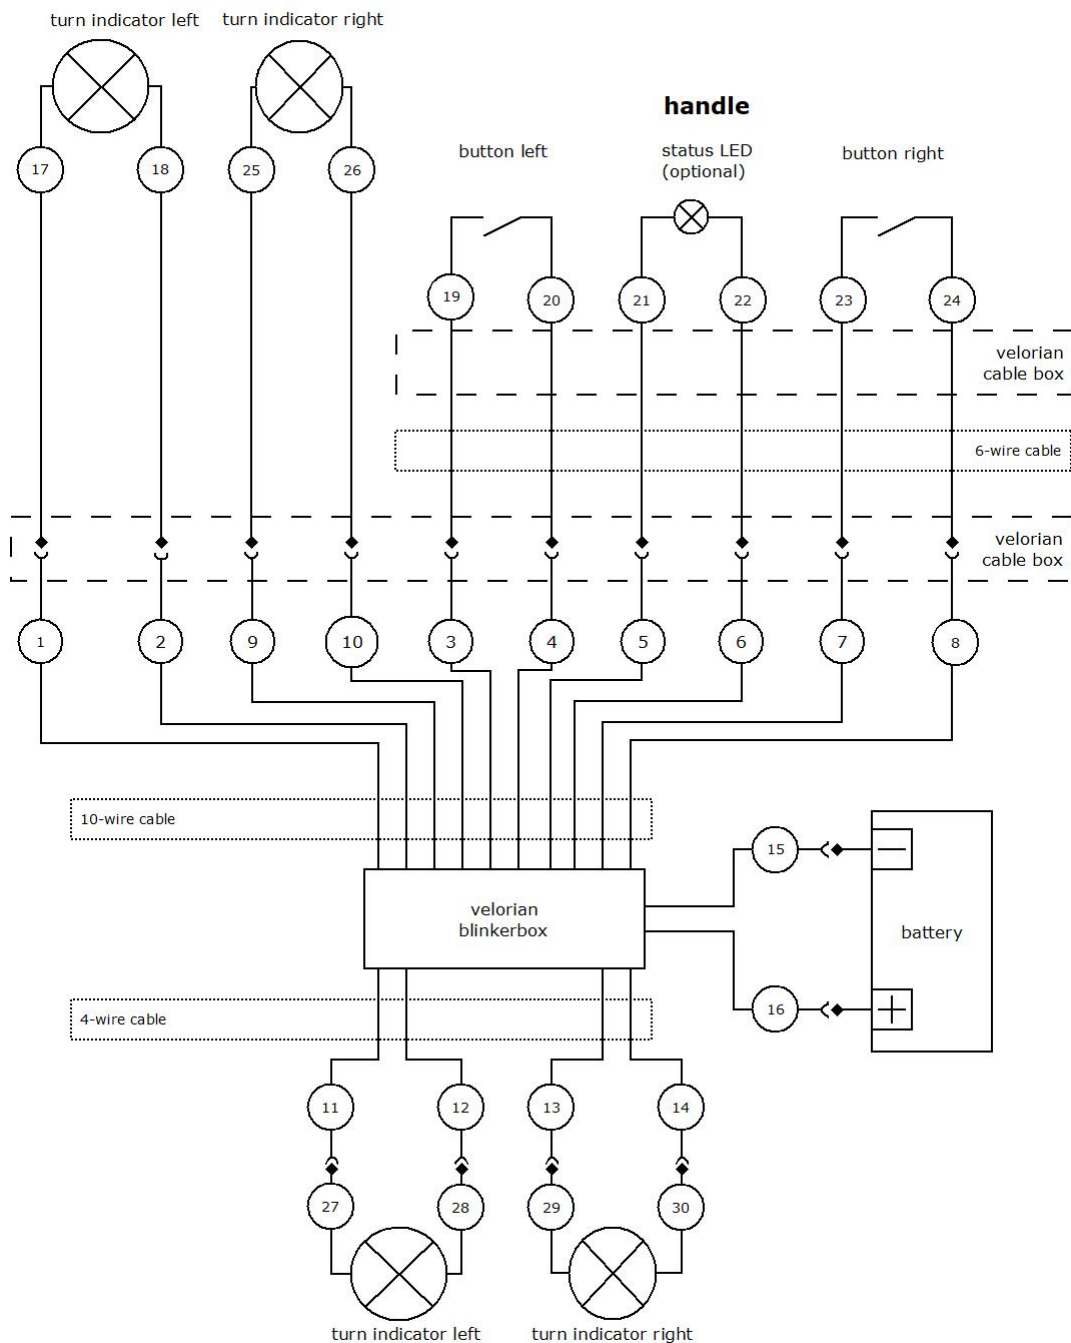 turn indicator left
turn indicator right
handle
button left
status LED
(optional)
button right
17
18
25
26
19
20
21
22
23
24
velorian
cable box
6-wire cable
velorian
cable box
1
2
9
10
3
4
5
6
7
8
10-wire cable
15
velorian
blinkerbox
battery
16
4-wire cable
11
12
13
14
27
28
29
30
turn indicator left
turn indicator right